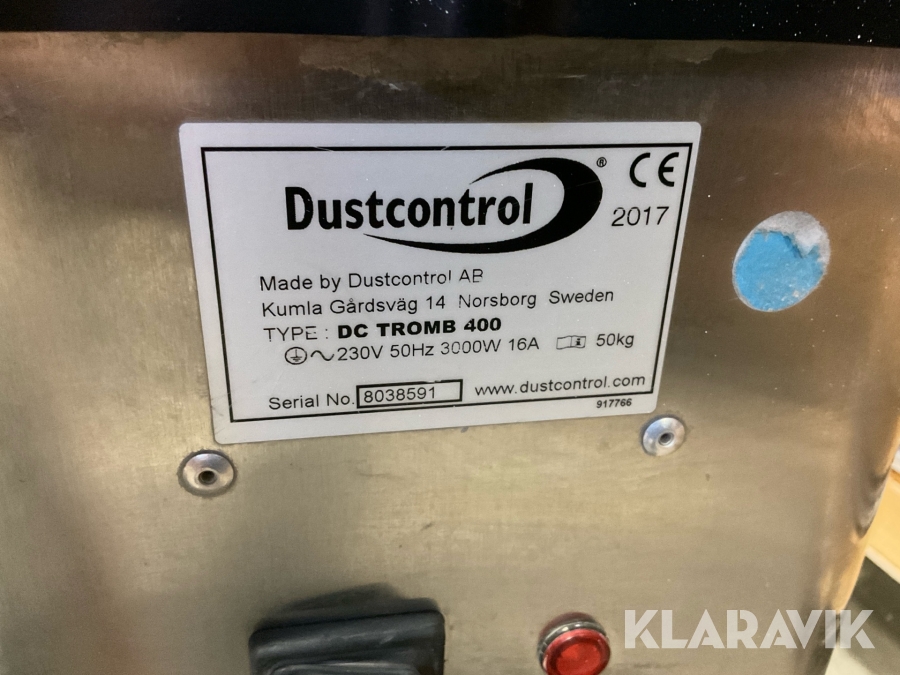 Dustcontrol ® CE
2017
Made by Dustcontrol AB
Kumla Gårdsväg 14 Norsborg Sweden
TYPE : DC TROMB 400
230V 50Hz 3000W 16A 50kg
Serial No. 8038591 www.dustcontrol.com
917766
KLARAVIK